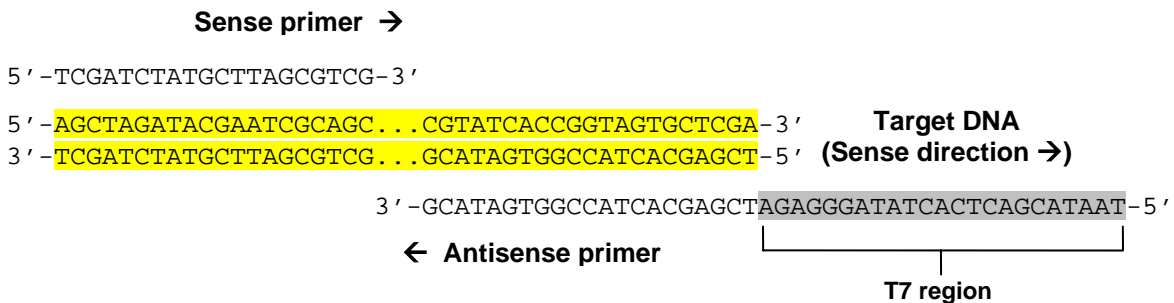 Sense primer →
5′-TCGATCTATGCTTAGCGTCG-3′
5′-AGCTAGATACGAATCGCAGC...CGTATCACCGGTAGTGCTCGA-3′ Target DNA
3′-TCGATCTATGCTTAGCGTCG...GCATAGTGGCCATCACGAGCT-5′ (Sense direction →)
3′-GCATAGTGGCCATCACGAGCTAGAGGGATATCACTCAGCATAAT-5′
← Antisense primer
T7 region